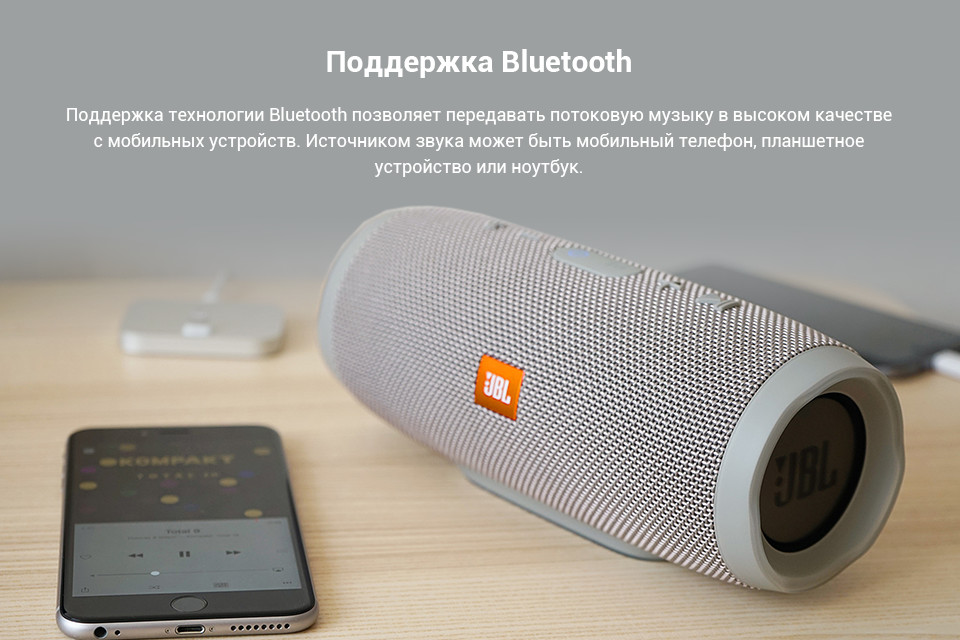 Поддержка Bluetooth
Поддержка технологии Bluetooth позволяет передавать потоковую музыку в высоком качестве
с мобильных устройств. Источником звука может быть мобильный телефон, планшетное
устройство или ноутбук.
JBL
JBL
KOMPAKT